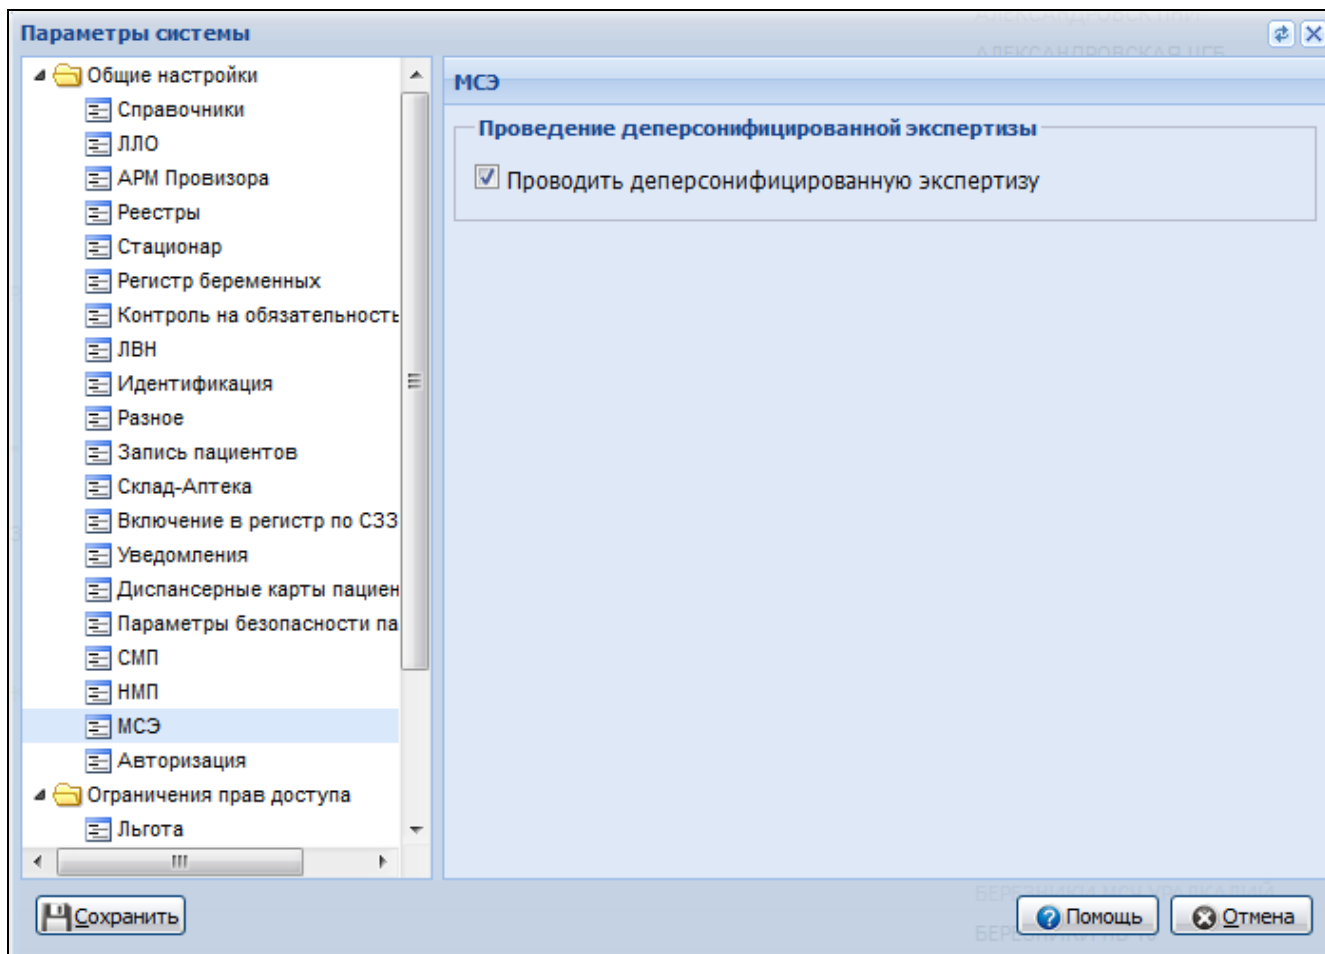 Параметры системы
Общие настройки
Справочники
ЛЛО
АРМ Провизора
Реестры
Стационар
Регистр беременных
Контроль на обязательность
ЛВН
Идентификация
Разное
Запись пациентов
Склад-Аптека
Включение в регистр по СЗЗ
Уведомления
Диспансерные карты пациен
Параметры безопасности па
СМП
НМП
МСЭ
Авторизация
Ограничения прав доступа
Льгота
МСЭ
Проведение деперсонифицированной экспертизы
Проводить деперсонифицированную экспертизу
Сохранить
Помощь
Отмена